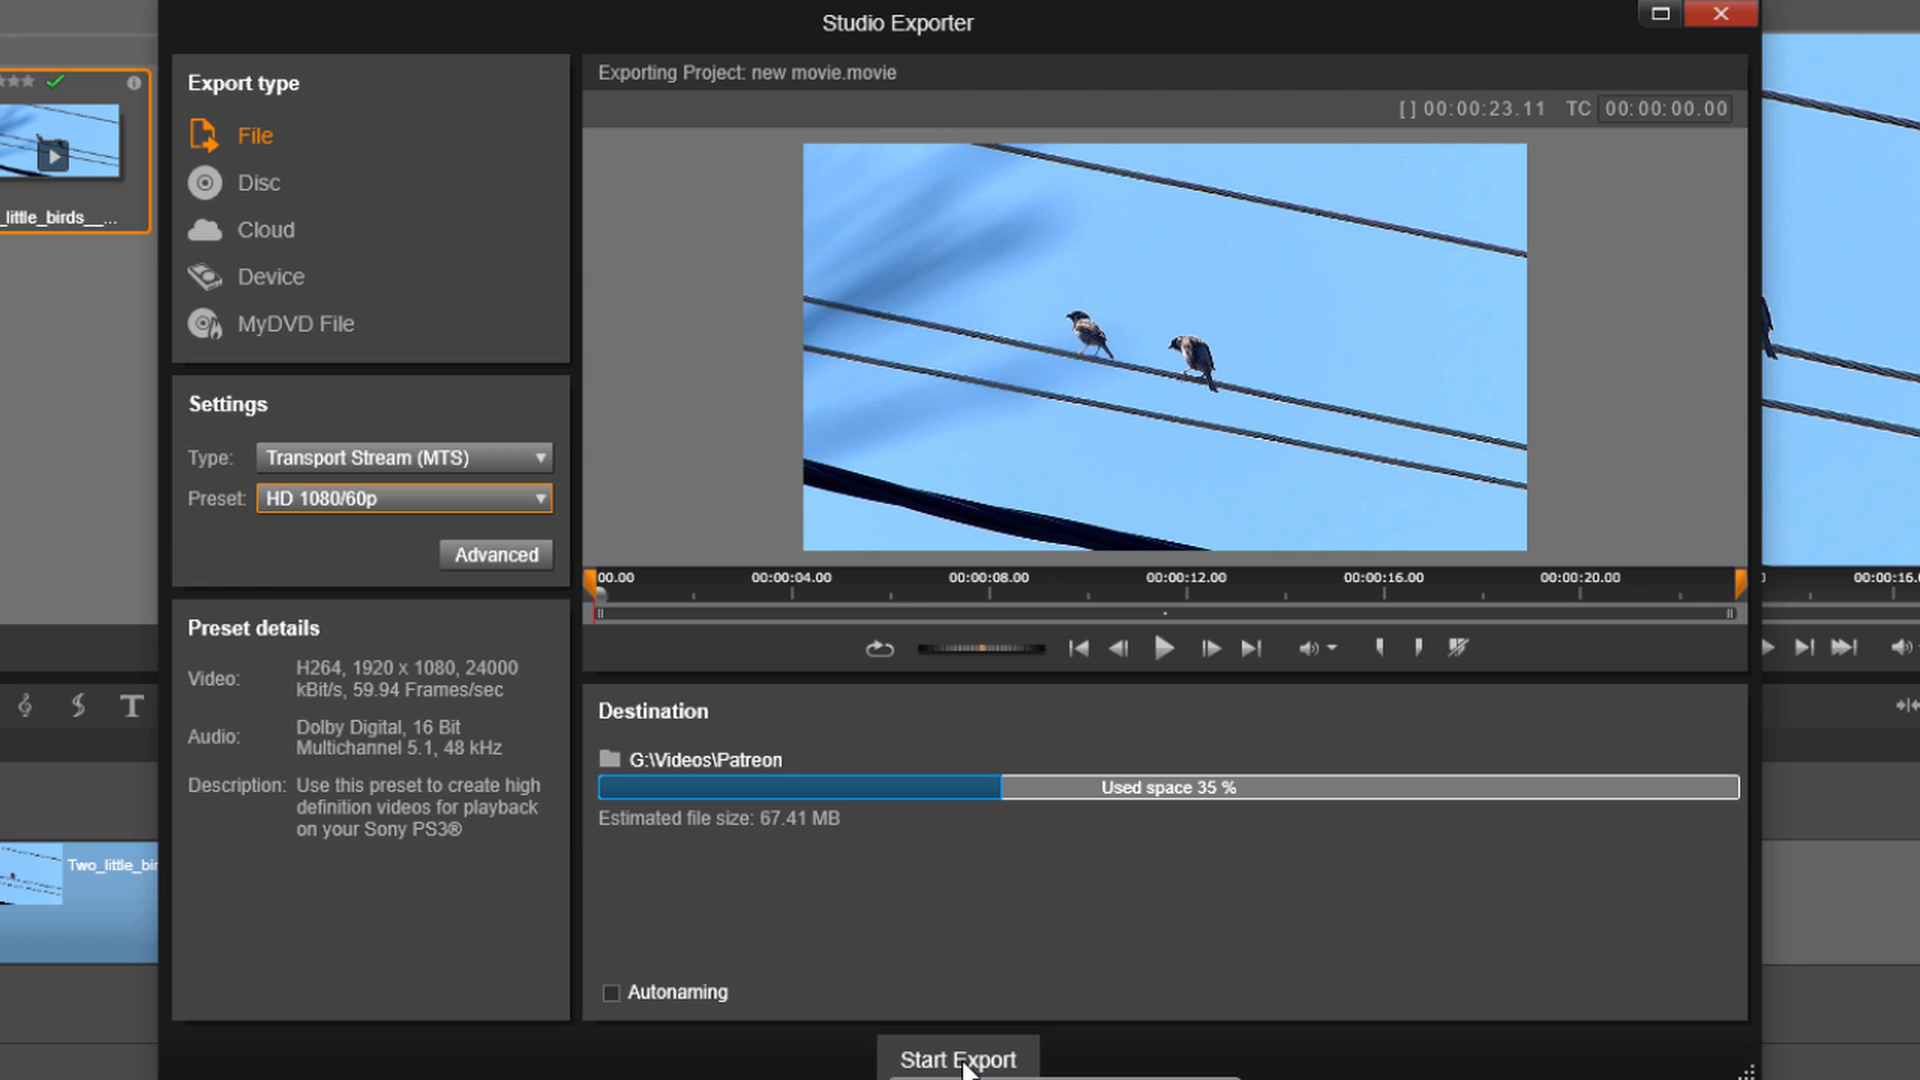 Studio Exporter
_little_birds__...
Two_little_bir
Export type
File
Disc
Cloud
Device
MyDVD File
Settings
Type: Transport Stream (MTS)
Preset: HD 1080/60p
Advanced
Preset details
Video: H264, 1920 x 1080, 24000
kBit/s, 59.94 Frames/sec
Audio: Dolby Digital, 16 Bit
Multichannel 5.1, 48 kHz
Description: Use this preset to create high
definition videos for playback
on your Sony PS3®
Exporting Project: new movie.movie
[ ] 00:00:23.11 TC 00:00:00.00
00.00 00:00:04.00 00:00:08.00 00:00:12.00 00:00:16.00 00:00:20.00
00:00:16.
Destination
G:\Videos\Patreon
Used space 35 %
Estimated file size: 67.41 MB
Autonaming
Start Export